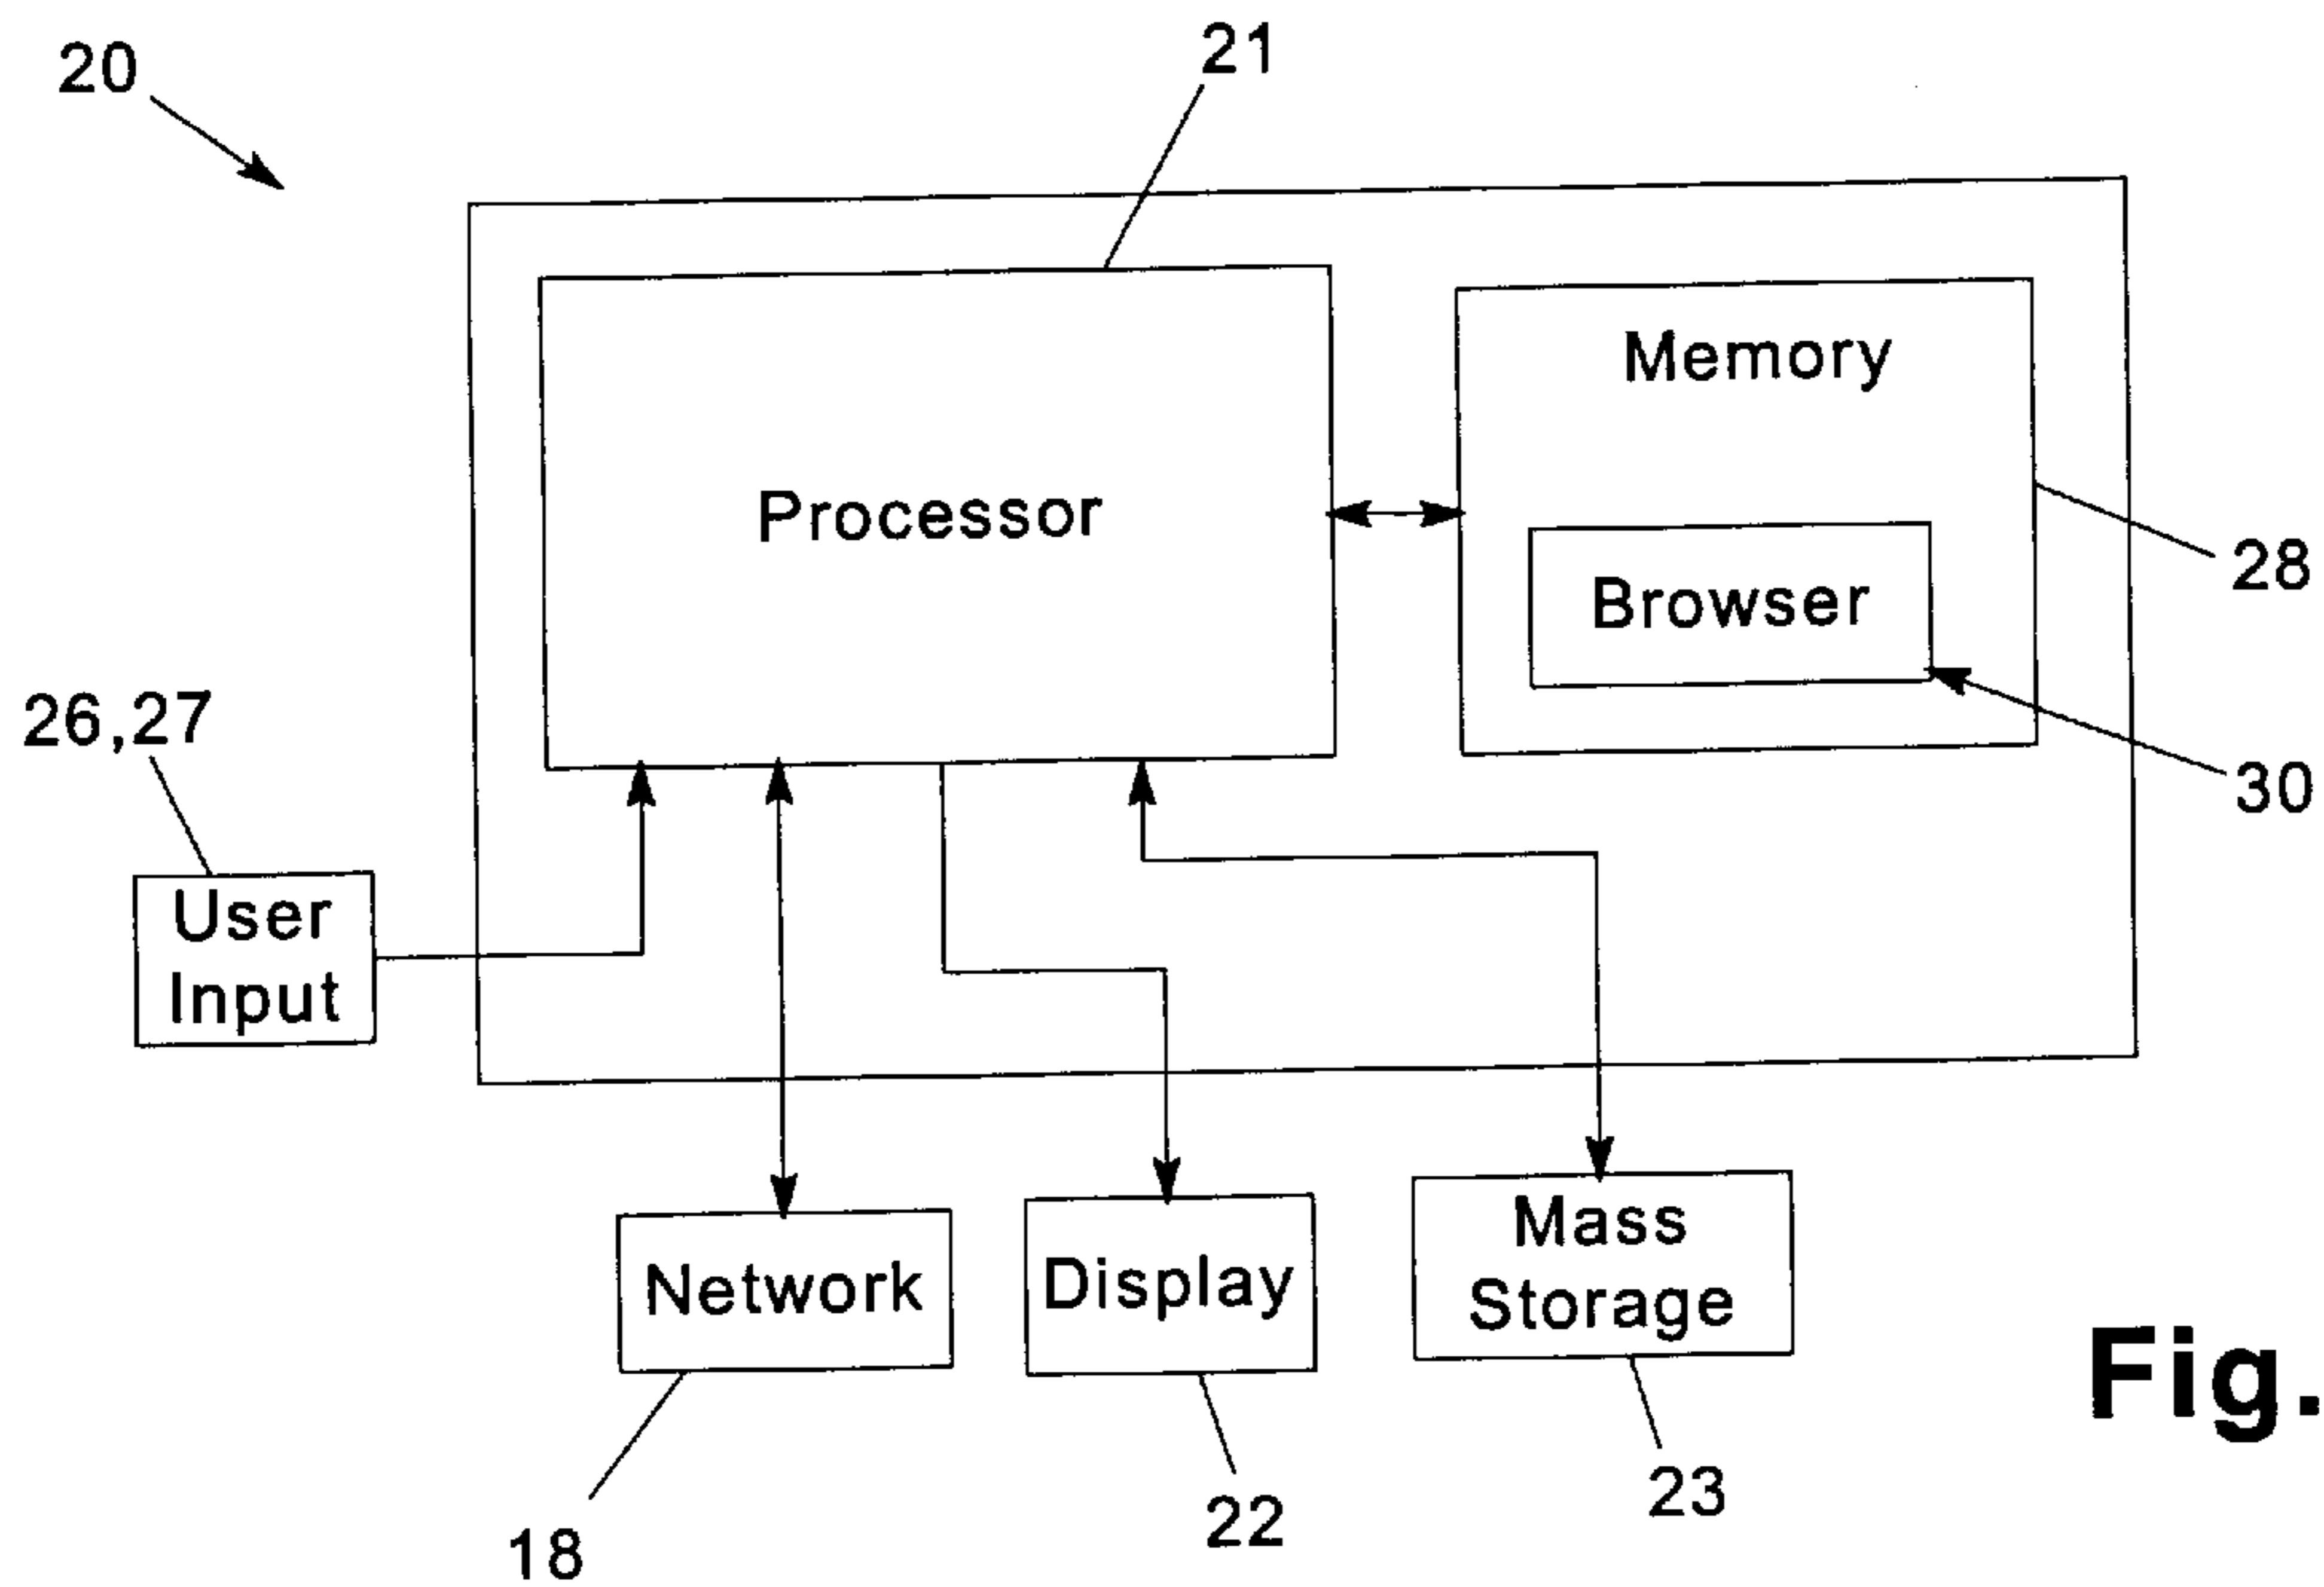 20
21
Processor
Memory
Browser
28
30
26,27
User
Input
Network
Display
Mass
Storage
18
22
23
Fig.